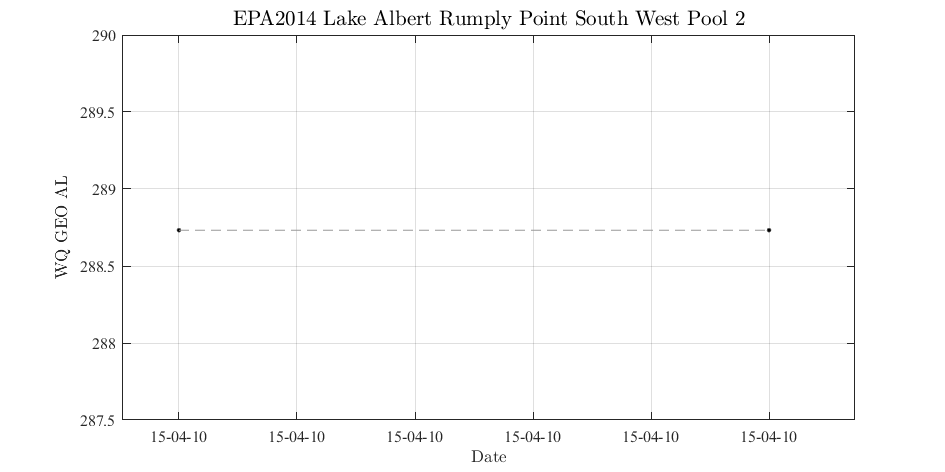 EPA2014 Lake Albert Rumply Point South West Pool 2
290
289.5
289
288.5
288
287.5
WQ GEO AL
15-04-10 15-04-10 15-04-10 15-04-10 15-04-10 15-04-10
Date